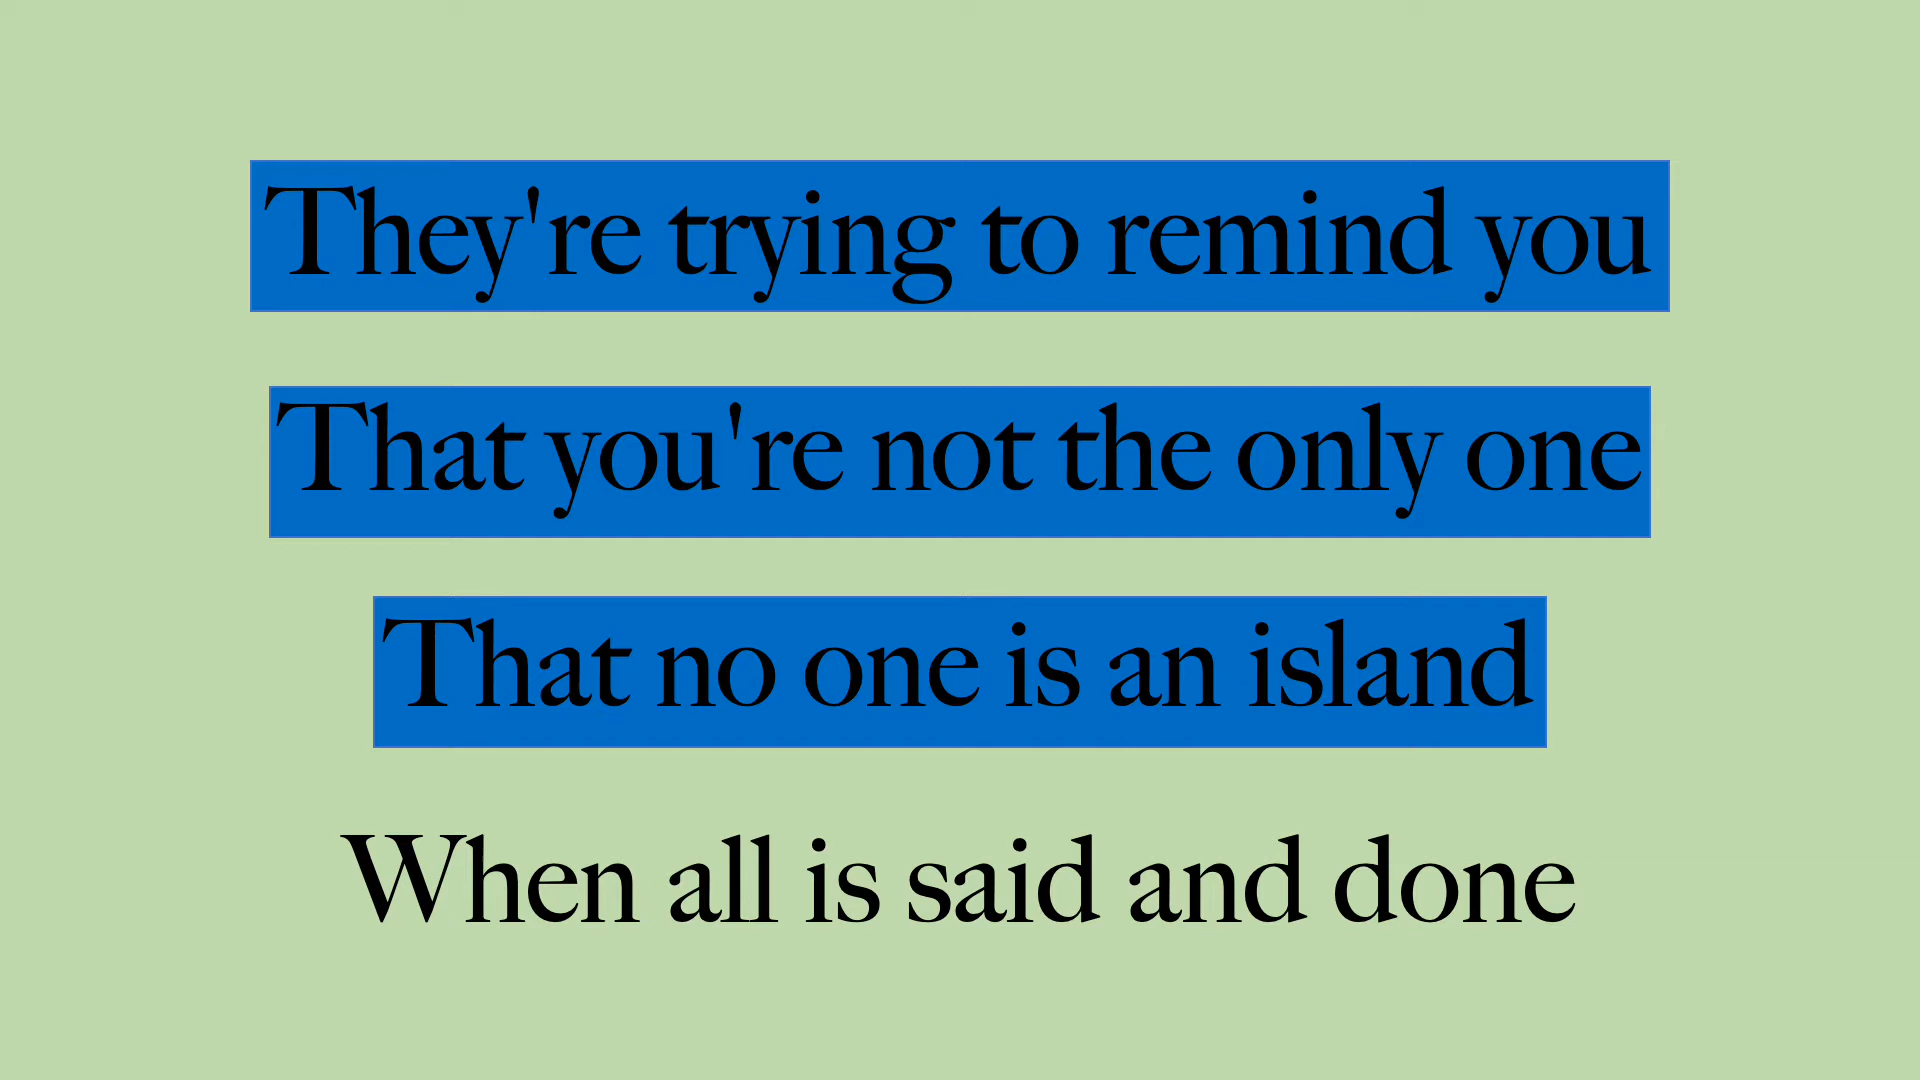 They're trying to remind you
That you're not the only one
That no one is an island
When all is said and done